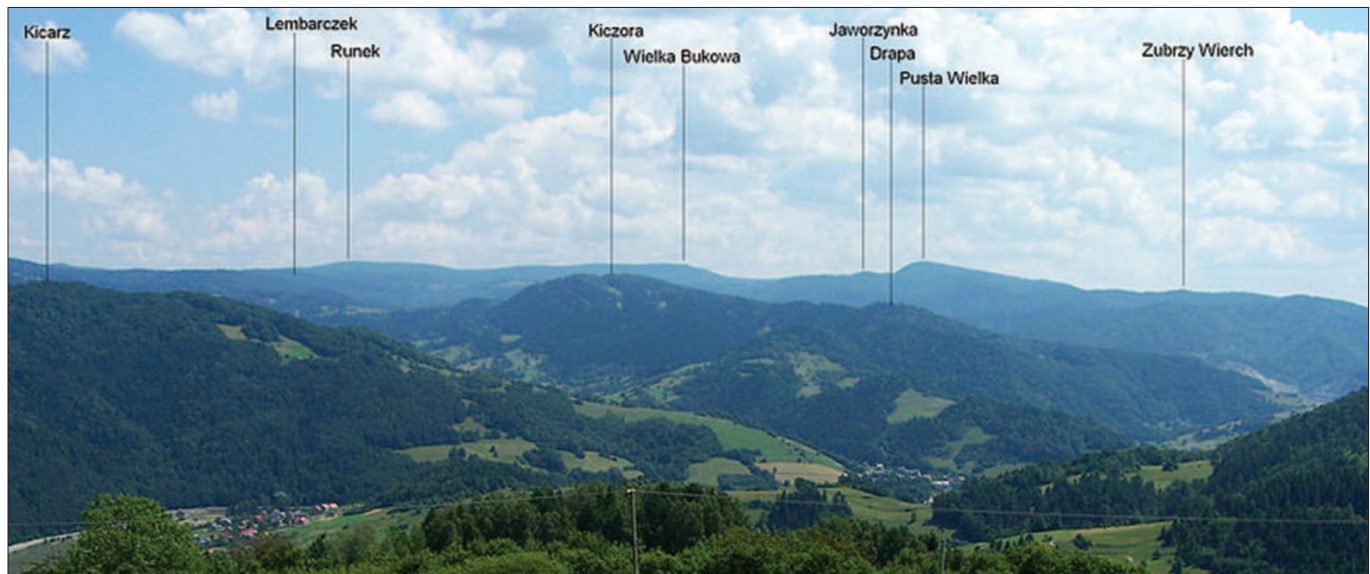 Kicarz
Lembarczek
Runek
Kiczora
Wielka Bukowa
Jaworzynka
Drapa
Pusta Wielka
Zubrzy Wierch